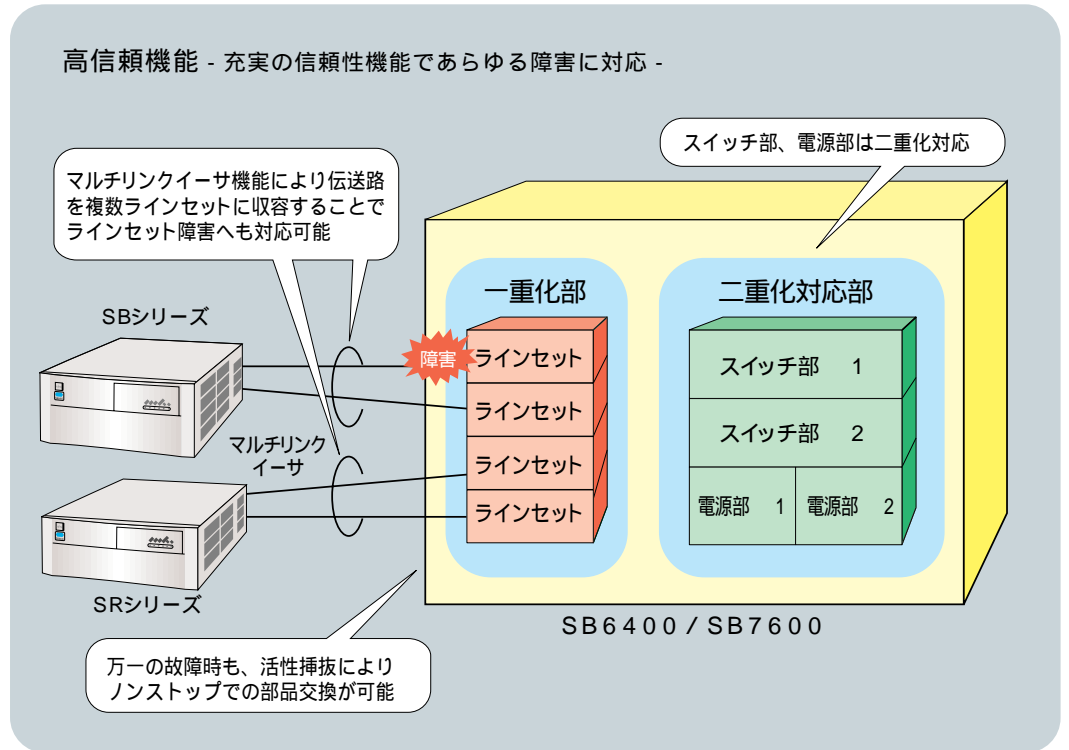 高信頼機能 - 充実の信頼性機能であらゆる障害に対応 -
スイッチ部、電源部は二重化対応
マルチリンクイーサ機能により伝送路
を複数ラインセットに収容することで
ラインセット障害へも対応可能
一重化部
二重化対応部
SBシリーズ
障害
ラインセット
ラインセット
ラインセット
ラインセット
スイッチ部 1
スイッチ部 2
電源部 1
電源部 2
マルチリンク
イーサ
SRシリーズ
SB6400/SB7600
万一の故障時も、活性挿抜により
ノンストップでの部品交換が可能